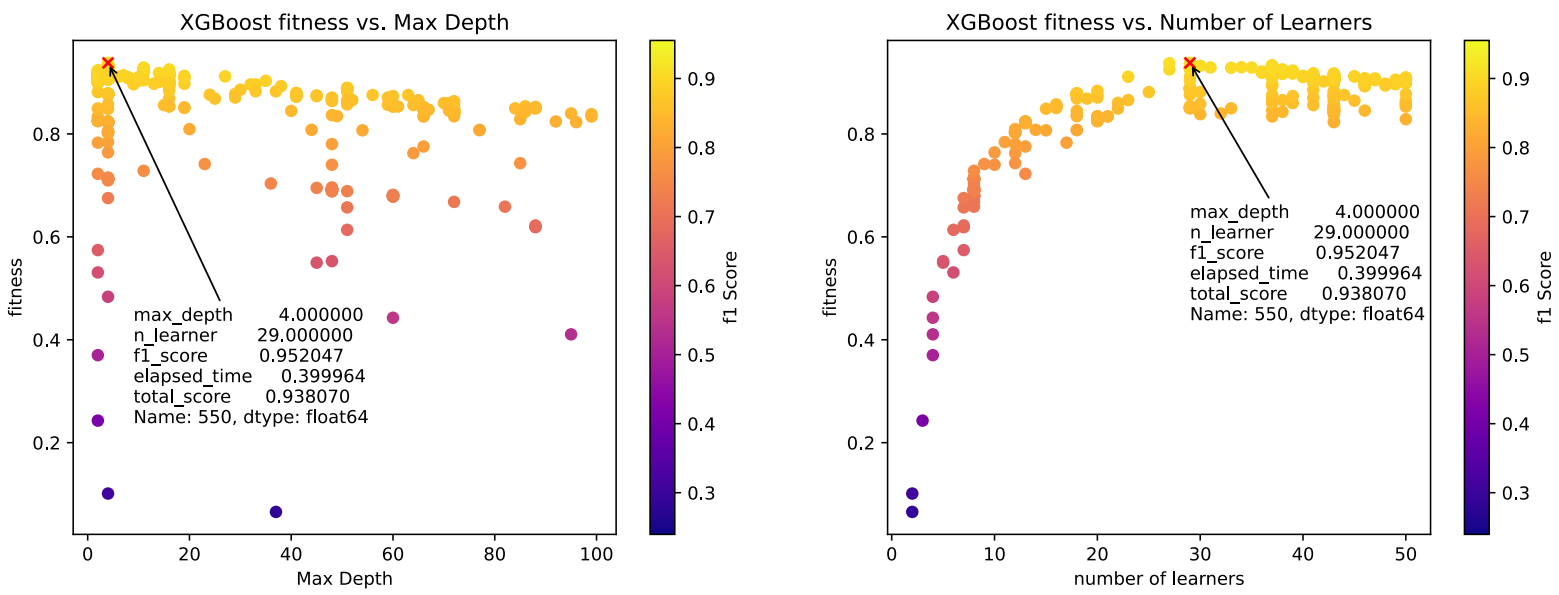 XGBoost fitness vs. Max Depth
fitness
0.8
0.6
0.4
0.2
max_depth 4.000000
n_learner 29.000000
f1_score 0.952047
elapsed_time 0.399964
total_score 0.938070
Name: 550, dtype: float64
0 20 40 60 80 100
Max Depth
0.9
0.8
0.7
0.6
0.5
0.4
0.3
f1 Score
XGBoost fitness vs. Number of Learners
fitness
0.8
0.6
0.4
0.2
max_depth 4.000000
n_learner 29.000000
f1_score 0.952047
elapsed_time 0.399964
total_score 0.938070
Name: 550, dtype: float64
0 10 20 30 40 50
number of learners
0.9
0.8
0.7
0.6
0.5
0.4
0.3
f1 Score